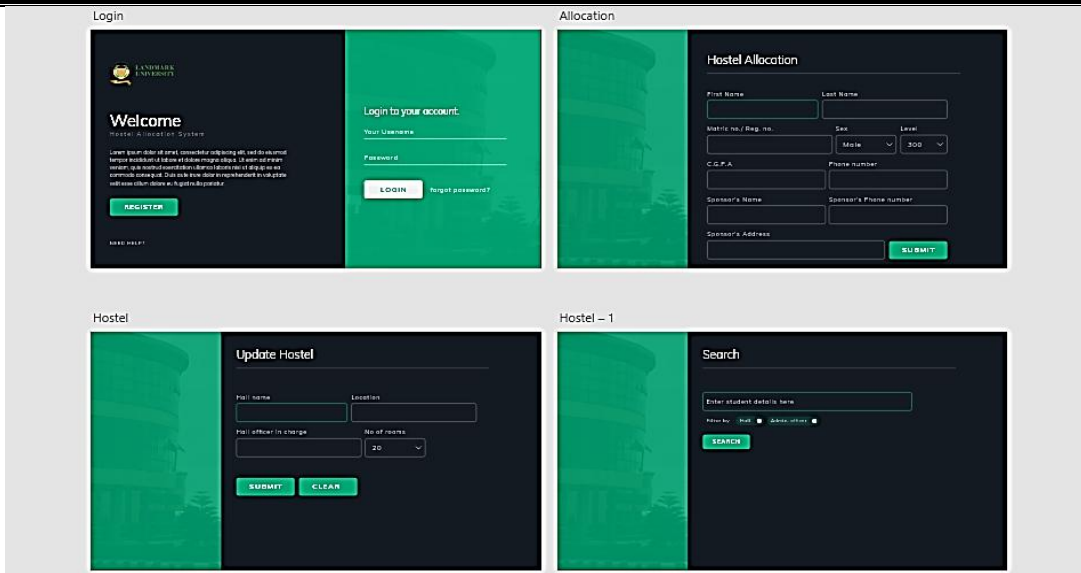 Login
LANDMARK
UNIVERSITY
Welcome
Hostel Allocation System
Lorem ipsum dolor sit amet, consectetur adipiscing elit, sed do eiusmod
tempor incididunt ut labore et dolore magna aliqua. Ut enim ad minim
veniam, quis nostrud exercitation ullamco laboris nisi ut aliquip ex ea
commodo consequat. Duis aute irure dolor in reprehenderit in voluptate
velit esse cillum dolore eu fugiat nulla pariatur.
REGISTER
NEED HELP?
Login to your account.
Your Username
Password
LOGIN forgot password?
Allocation
Hostel Allocation
First Name Last Name
Matric no./ Reg. no. Sex Level
Male 300
C.G.P.A Phone number
Sponsor's Name Sponsor's Phone number
Sponsor's Address
SUBMIT
Hostel
Update Hostel
Hall name Location
Hall officer in charge No of rooms
20
SUBMIT CLEAR
Hostel – 1
Search
Enter student details here
Filter by Hall Admin. officer
SEARCH